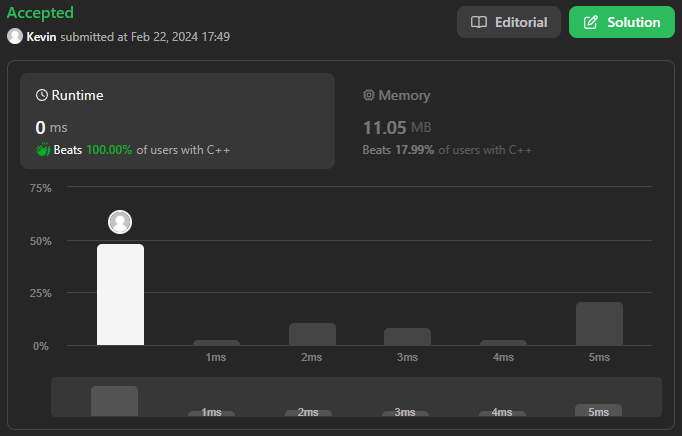 Accepted
Editorial
Solution
Kevin submitted at Feb 22, 2024 17:49
Runtime
Memory
0 ms
11.05 MB
Beats 100.00% of users with C++
Beats 17.99% of users with C++
75%
50%
25%
0%
1ms 2ms 3ms 4ms 5ms
1ms 2ms 3ms 4ms 5ms